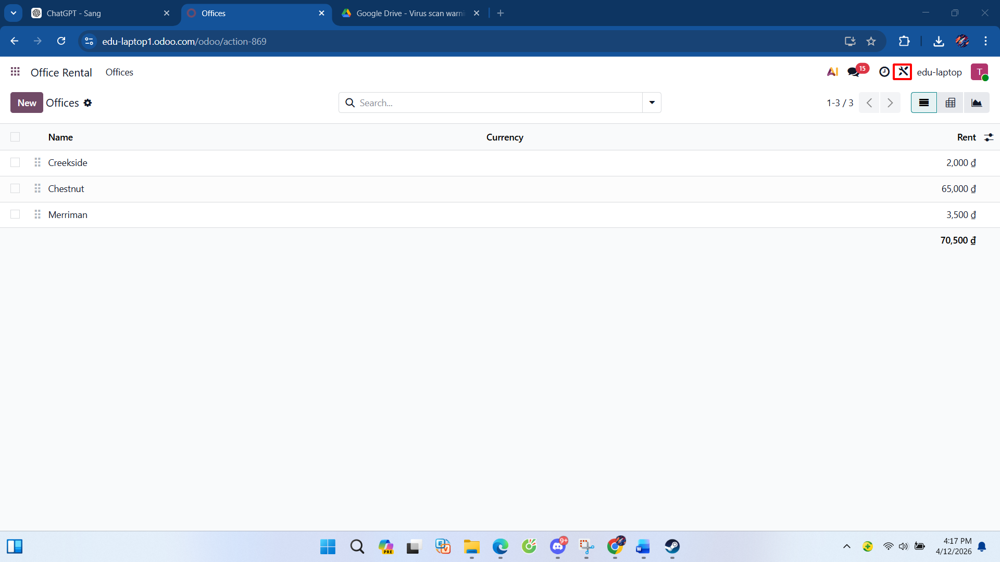 ChatGPT - Sang
Offices
Google Drive - Virus scan warni
edu-laptop1.odoo.com/odoo/action-869
Office Rental
Offices
AI
15
edu-laptop
T
New
Offices
Search...
1-3 / 3
Name
Currency
Rent
Creekside
2,000 ₫
Chestnut
65,000 ₫
Merriman
3,500 ₫
70,500 ₫
PRE
E
V
9+
W
4:17 PM
4/12/2026